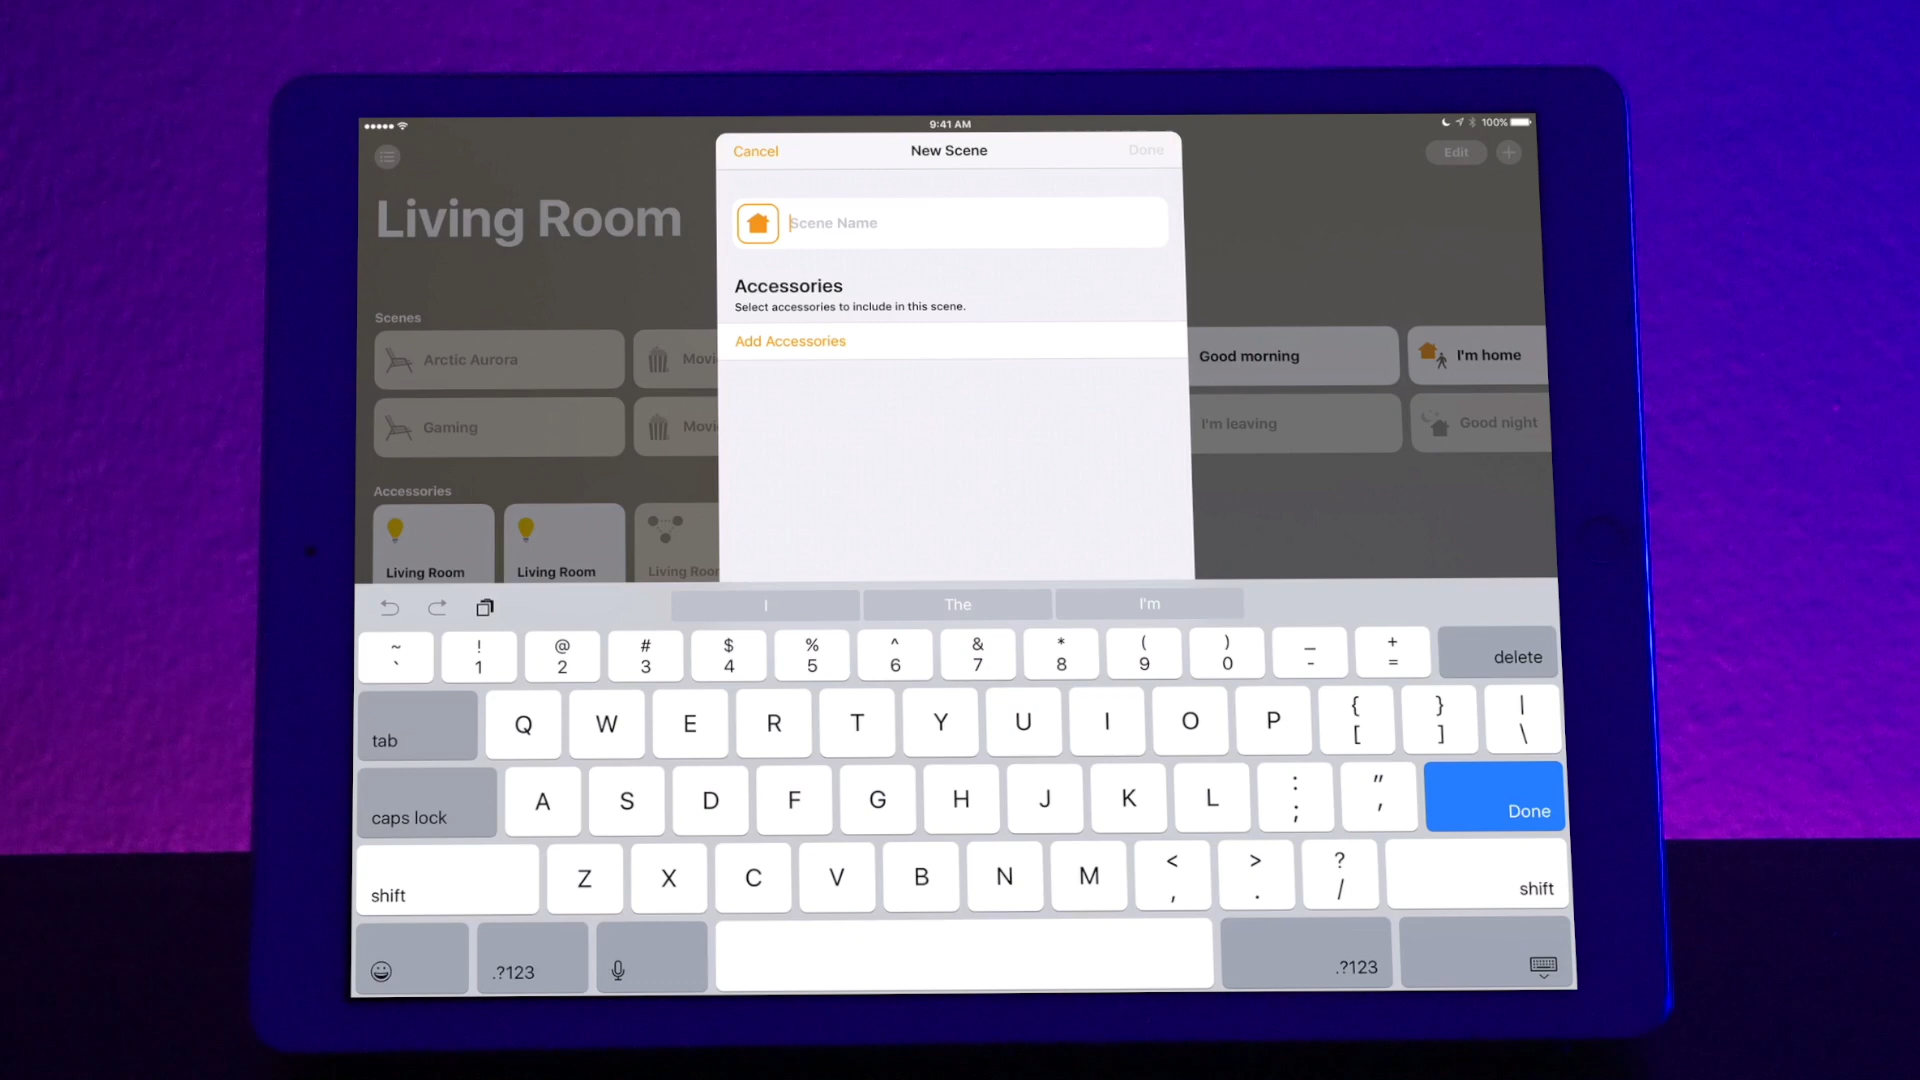 9:41 AM
100%
Cancel
New Scene
Done
Edit
Living Room
Scene Name
Accessories
Select accessories to include in this scene.
Add Accessories
Scenes
Arctic Aurora
Movi
Good morning
I'm home
Gaming
Movi
I'm leaving
Good night
Accessories
Living Room
Living Room
Living Roo
I
The
I'm
~ ! @ # $ % ^ & * ( ) _ +
` 1 2 3 4 5 6 7 8 9 0 - = delete
tab Q W E R T Y U I O P { [ } ] | \
caps lock A S D F G H J K L : ; " ' Done
shift Z X C V B N M < , > . ? / shift
.?123 .?123